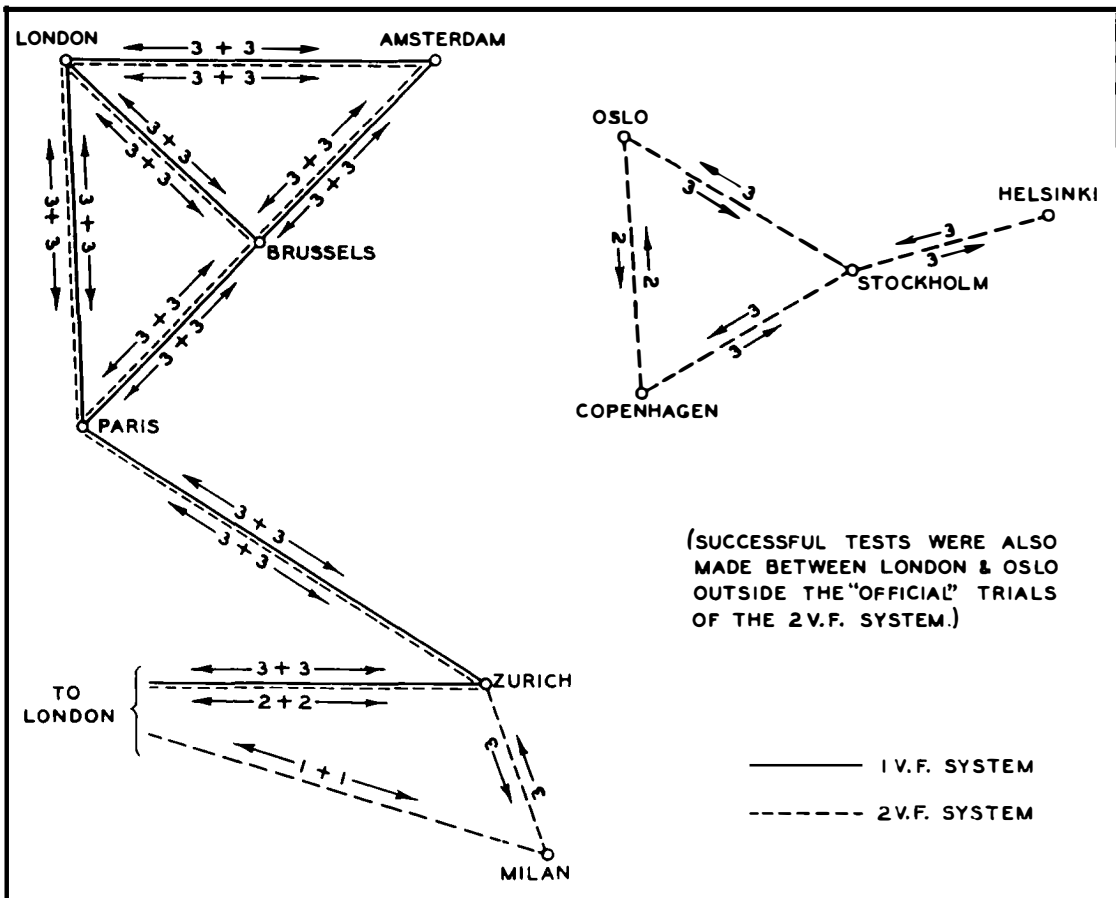 LONDON
AMSTERDAM
3 + 3
3 + 3
3 + 3
3 + 3
3 + 3
3 + 3
3 + 3
3 + 3
BRUSSELS
3 + 3
3 + 3
PARIS
OSLO
HELSINKI
3
3
3
3
2
2
STOCKHOLM
3
3
COPENHAGEN
3 + 3
3 + 3
(SUCCESSFUL TESTS WERE ALSO
MADE BETWEEN LONDON & OSLO
OUTSIDE THE "OFFICIAL" TRIALS
OF THE 2 V.F. SYSTEM.)
3 + 3
ZURICH
2 + 2
TO
LONDON
1 + 1
3
3
MILAN
1 V.F. SYSTEM
2 V.F. SYSTEM